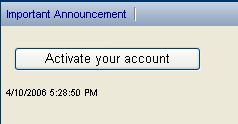 Important Announcement
Activate your account
4/10/2006 5:28:50 PM